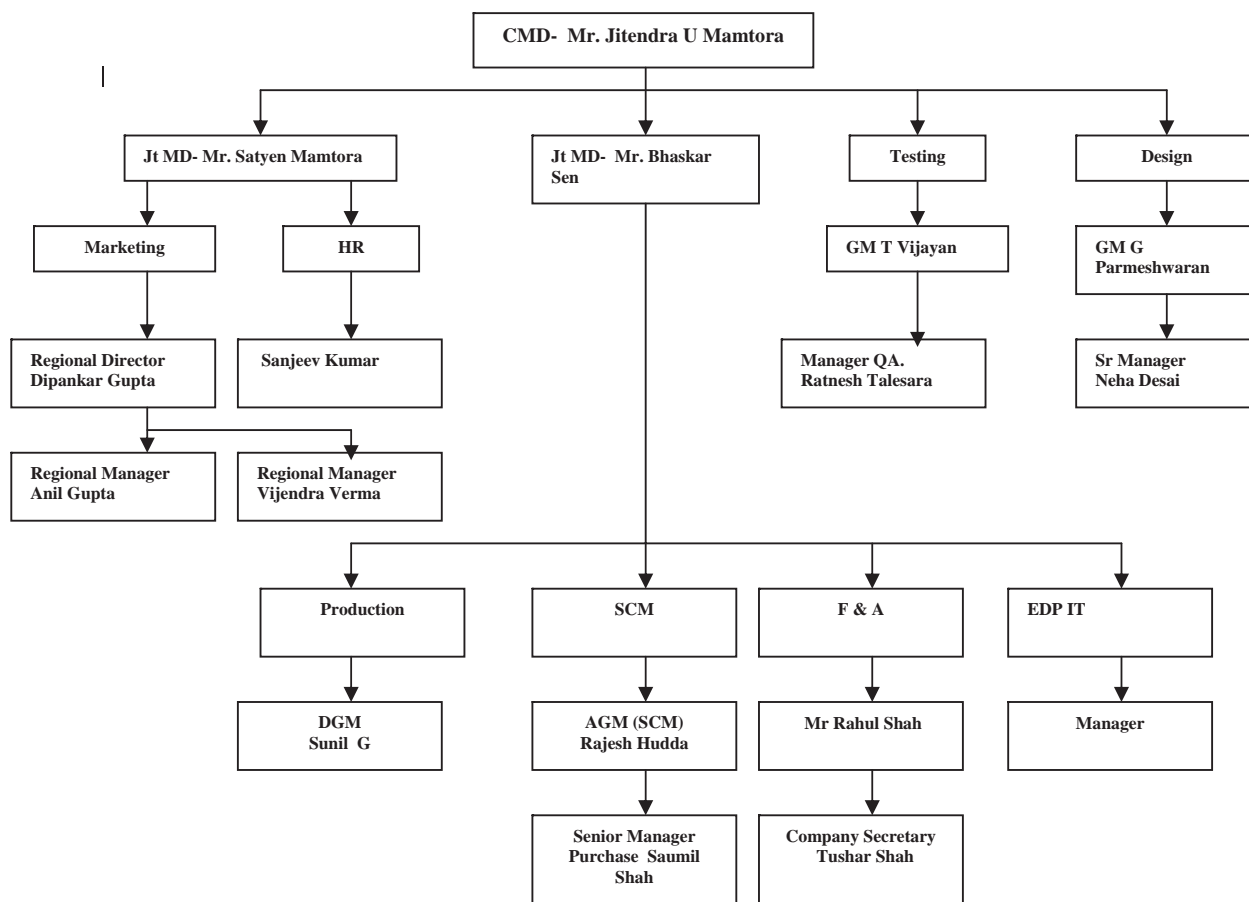 CMD- Mr. Jitendra U Mamtora
Jt MD- Mr. Satyen Mamtora
Jt MD- Mr. Bhaskar
Sen
Testing
Design
Marketing
HR
GM T Vijayan
GM G
Parmeshwaran
Regional Director
Dipankar Gupta
Sanjeev Kumar
Manager QA.
Ratnesh Talesara
Sr Manager
Neha Desai
Regional Manager
Anil Gupta
Regional Manager
Vijendra Verma
Production
SCM
F & A
EDP IT
DGM
Sunil G
AGM (SCM)
Rajesh Hudda
Mr Rahul Shah
Manager
Senior Manager
Purchase Saumil
Shah
Company Secretary
Tushar Shah